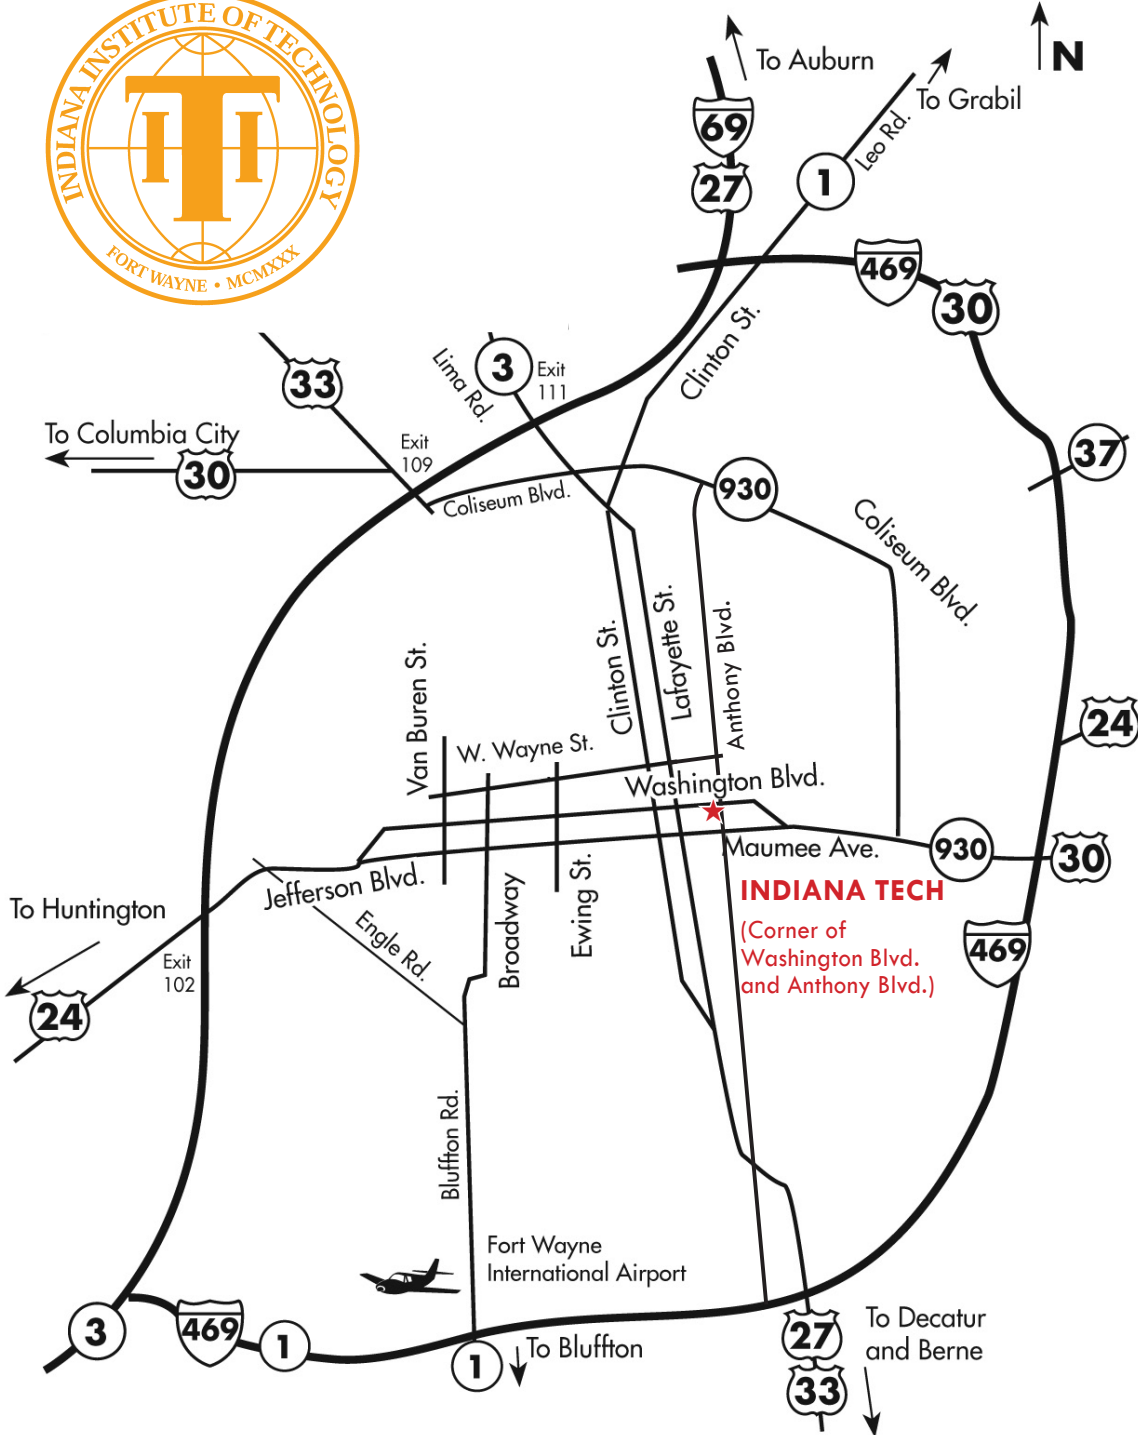 INDIANA INSTITUTE OF TECHNOLOGY
ITI
FORT WAYNE • MCMXXX
To Auburn
N
69
To Grabil
Leo Rd.
27
1
469
30
Clinton St.
33
Lima Rd.
3
Exit
111
To Columbia City
30
Exit
109
37
Coliseum Blvd.
930
Coliseum Blvd.
Van Buren St.
Clinton St.
Lafayette St.
Anthony Blvd.
24
W. Wayne St.
Washington Blvd.
Maumee Ave.
930
30
Jefferson Blvd.
INDIANA TECH
(Corner of
Washington Blvd.
and Anthony Blvd.)
To Huntington
Engle Rd.
Broadway
Ewing St.
469
Exit
102
24
Bluffton Rd.
Fort Wayne
International Airport
3
469
1
1
To Bluffton
27
33
To Decatur
and Berne